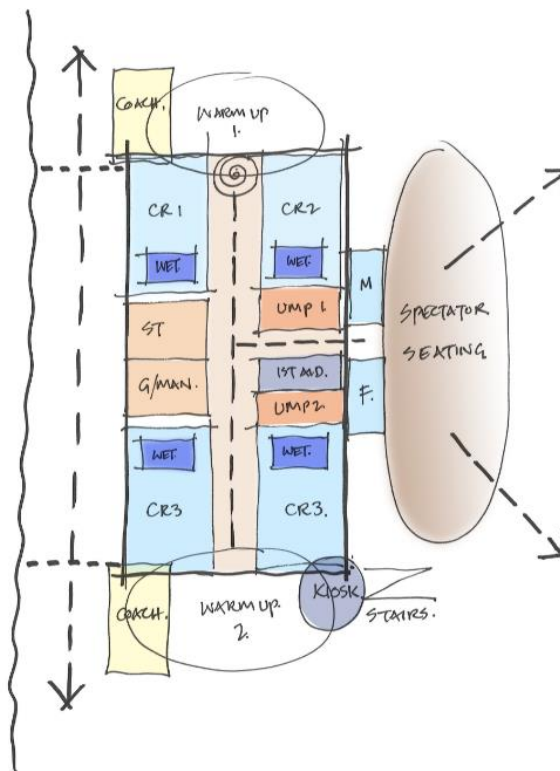 COACH.
WARM UP
1.
CR1
CR2
WET.
WET.
M
UMP 1
ST
SPECTATOR
SEATING
1ST AID.
G/MAN.
F.
UMP2
WET.
WET.
CR3
CR3.
COACH.
WARM UP.
2.
KIOSK.
STAIRS.